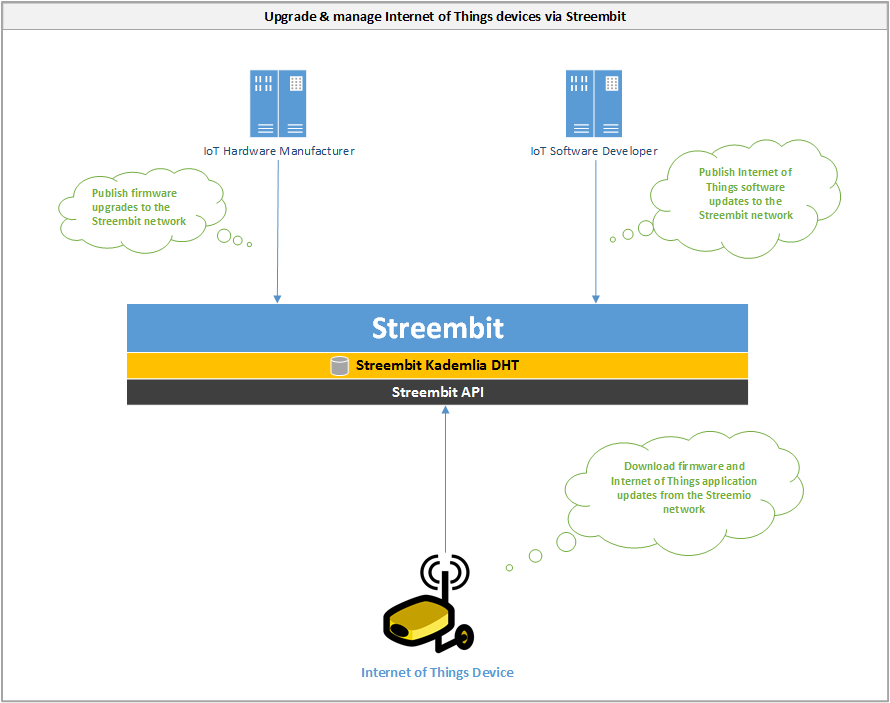 Upgrade & manage Internet of Things devices via Streembit
IoT Hardware Manufacturer
IoT Software Developer
Publish firmware
upgrades to the
Streembit network
Publish Internet of
Things software
updates to the
Streembit network
Streembit
Streembit Kademlia DHT
Streembit API
Download firmware and
Internet of Things application
updates from the Streemio
network
Internet of Things Device